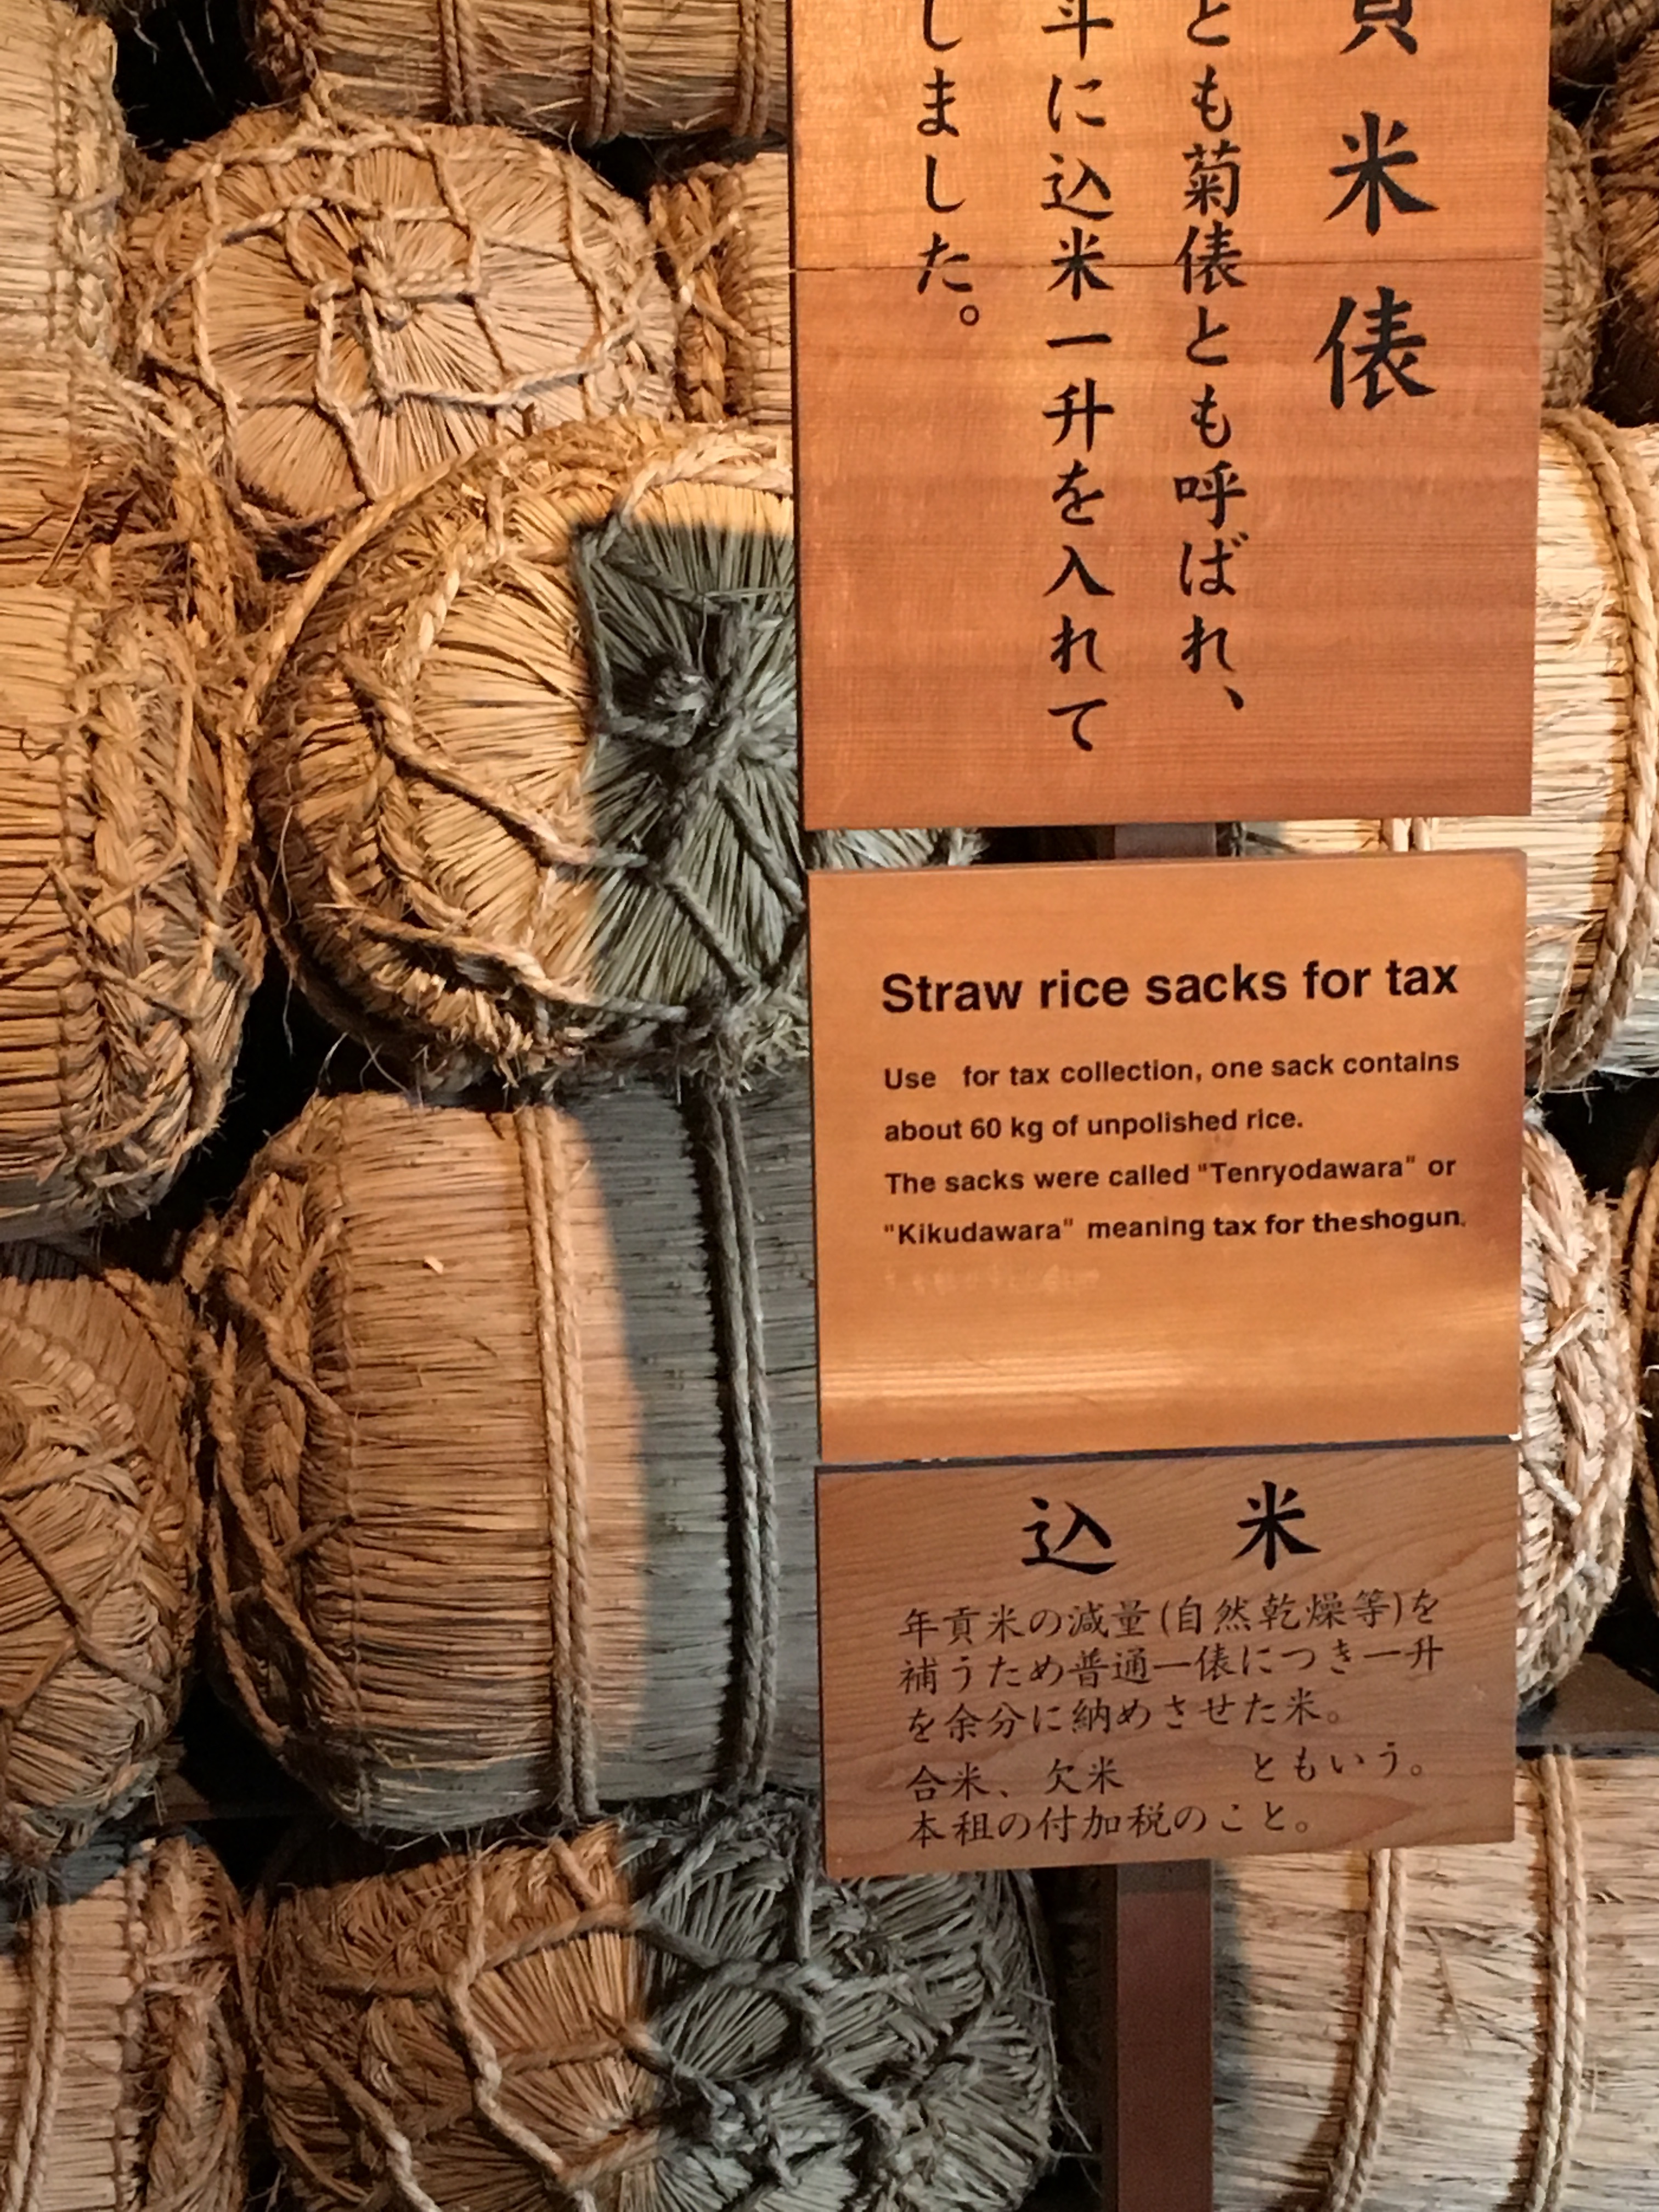 貢米俵
とも菊俵とも呼ばれ、
斗に込米一升を入れて
しました。
Straw rice sacks for tax
Use for tax collection, one sack contains
about 60 kg of unpolished rice.
The sacks were called "Tenryodawara" or
"Kikudawara" meaning tax for theshogun.
込 米
年貢米の減量(自然乾燥等)を
補うため普通一俵につき一升
を余分に納めさせた米。
合米、欠米 ともいう。
本租の付加税のこと。